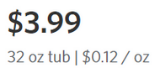 $3.99
32 oz tub | $0.12 / oz